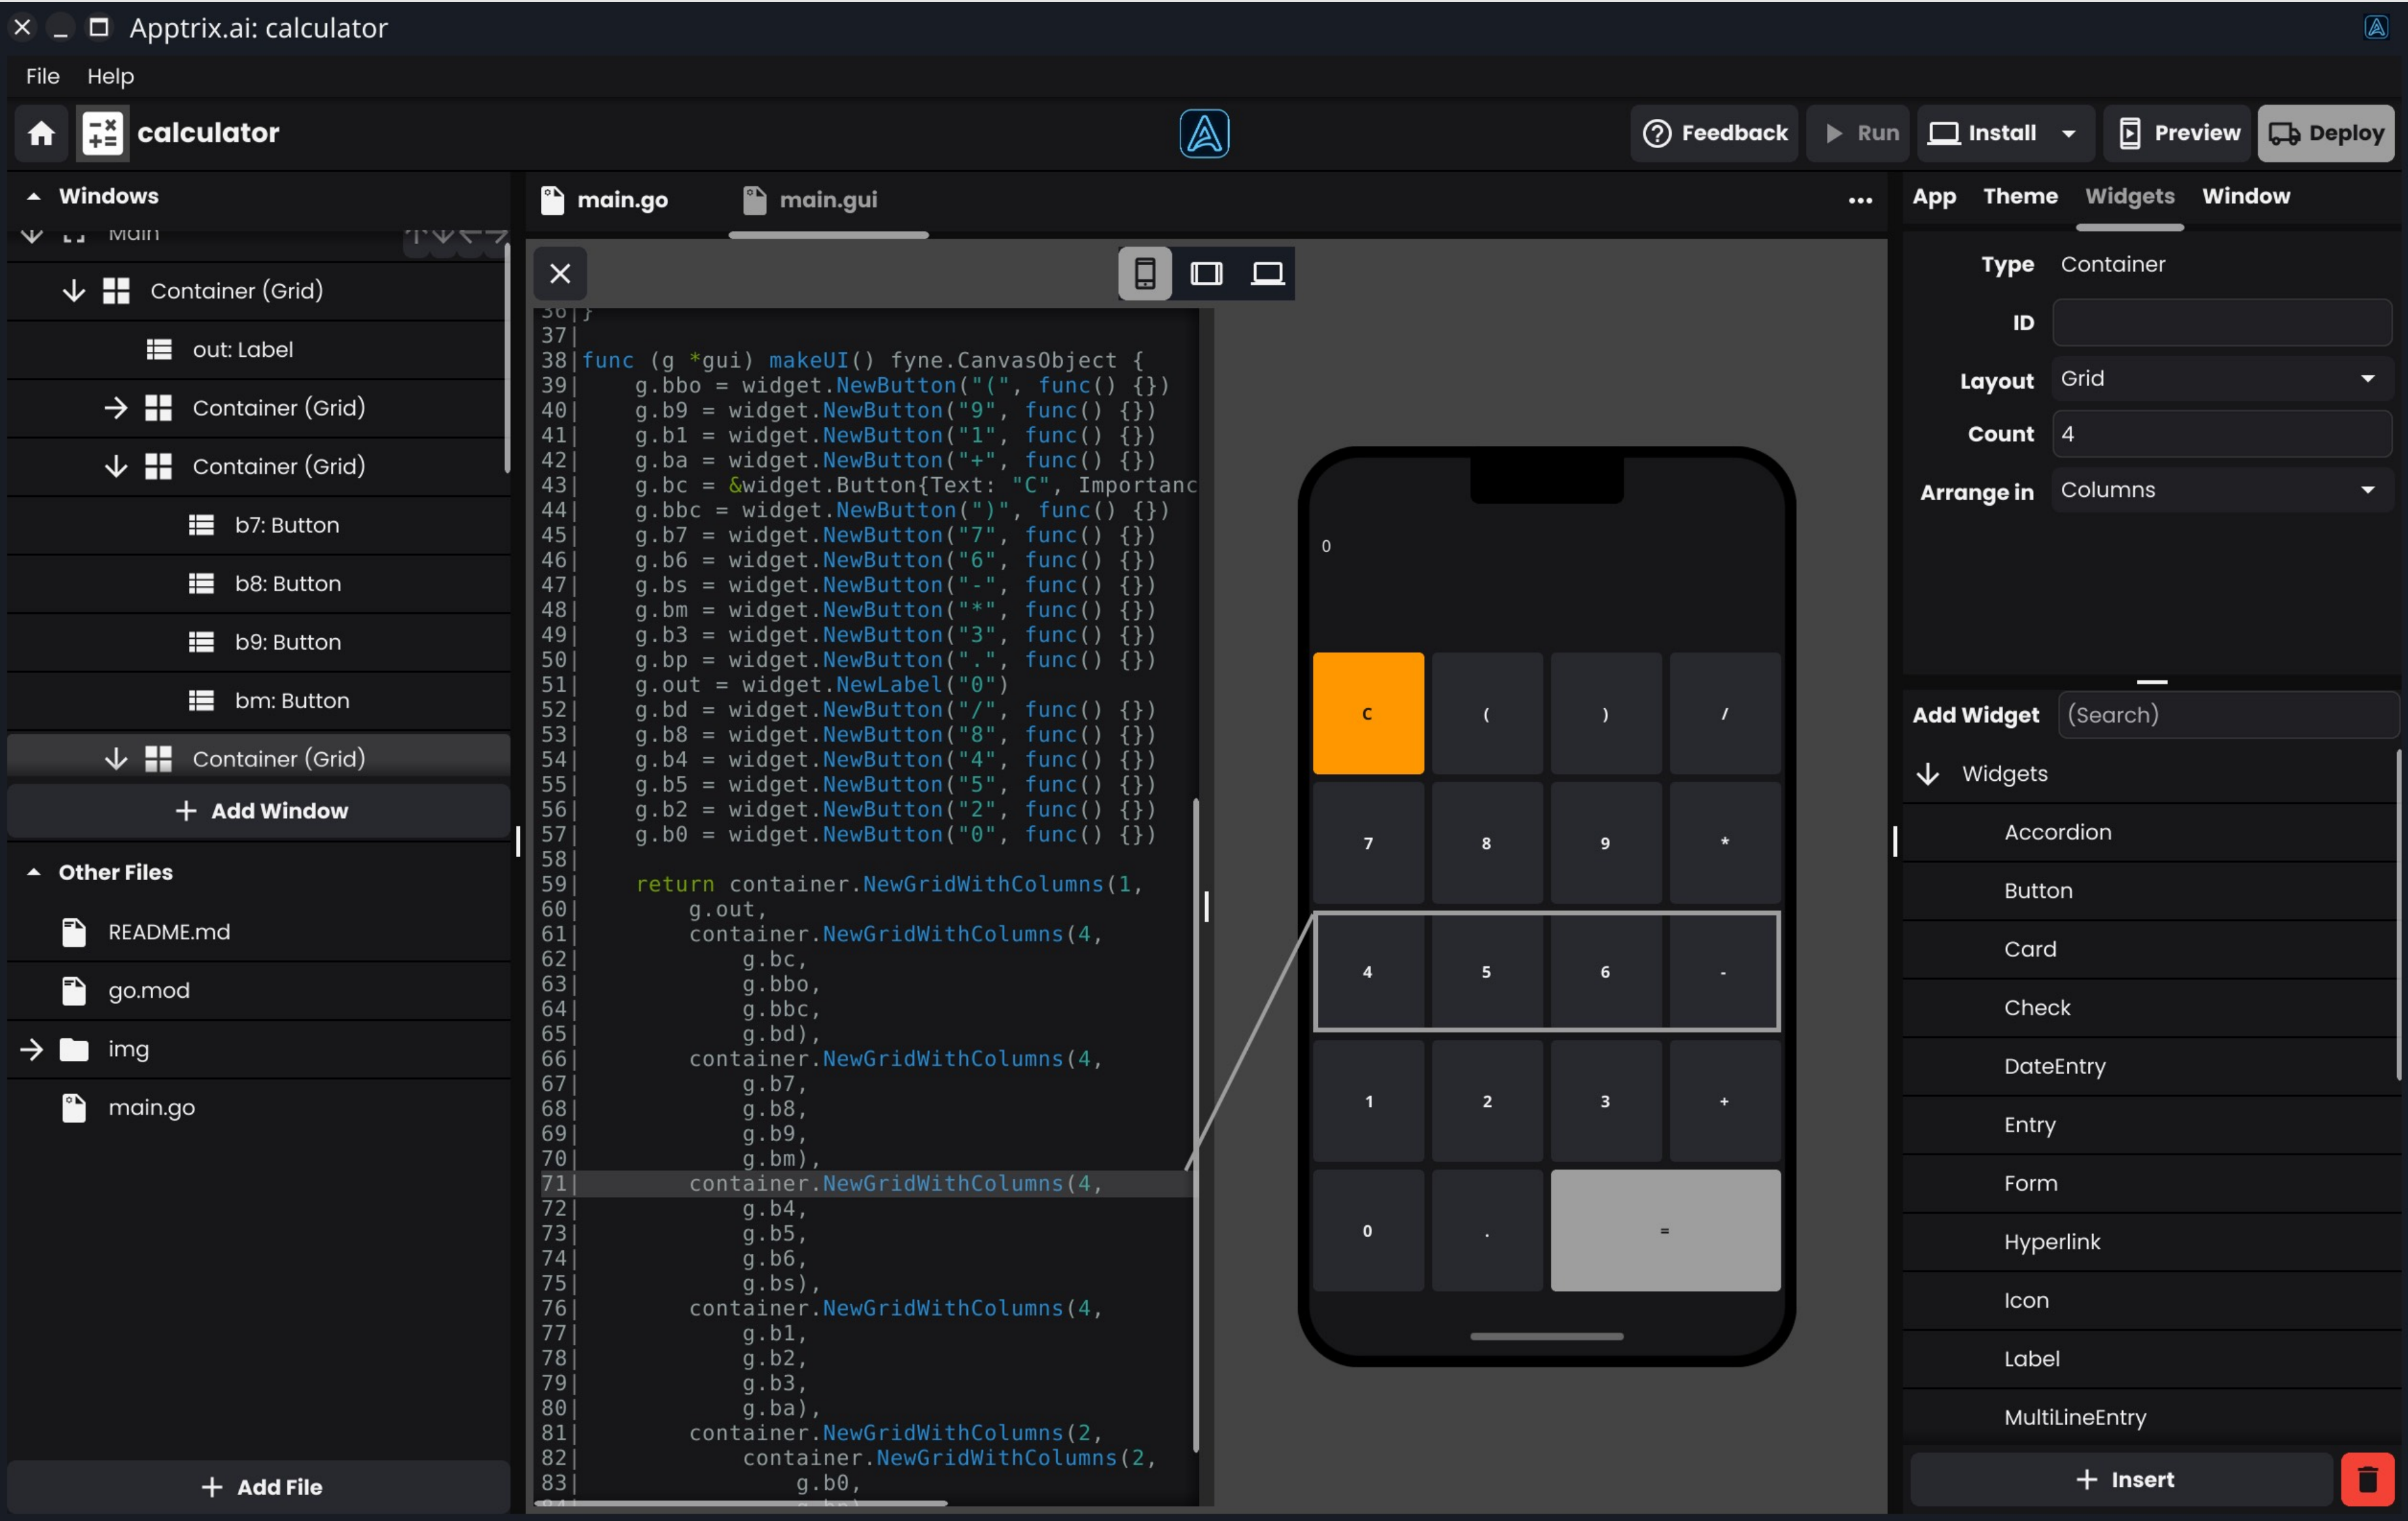 Apptrix.ai: calculator
File Help
calculator
Feedback Run Install Preview Deploy
Windows
Main
Container (Grid)
out: Label
Container (Grid)
Container (Grid)
b7: Button
b8: Button
b9: Button
bm: Button
Container (Grid)
+ Add Window
Other Files
README.md
go.mod
img
main.go
+ Add File
main.go main.gui
36|}
37|
38|func (g *gui) makeUI() fyne.CanvasObject {
39| g.bbo = widget.NewButton("(", func() {})
40| g.b9 = widget.NewButton("9", func() {})
41| g.b1 = widget.NewButton("1", func() {})
42| g.ba = widget.NewButton("+", func() {})
43| g.bc = &widget.Button{Text: "C", Importanc
44| g.bbc = widget.NewButton(")", func() {})
45| g.b7 = widget.NewButton("7", func() {})
46| g.b6 = widget.NewButton("6", func() {})
47| g.bs = widget.NewButton("-", func() {})
48| g.bm = widget.NewButton("*", func() {})
49| g.b3 = widget.NewButton("3", func() {})
50| g.bp = widget.NewButton(".", func() {})
51| g.out = widget.NewLabel("0")
52| g.bd = widget.NewButton("/", func() {})
53| g.b8 = widget.NewButton("8", func() {})
54| g.b4 = widget.NewButton("4", func() {})
55| g.b5 = widget.NewButton("5", func() {})
56| g.b2 = widget.NewButton("2", func() {})
57| g.b0 = widget.NewButton("0", func() {})
58|
59| return container.NewGridWithColumns(1,
60| g.out,
61| container.NewGridWithColumns(4,
62| g.bc,
63| g.bbo,
64| g.bbc,
65| g.bd),
66| container.NewGridWithColumns(4,
67| g.b7,
68| g.b8,
69| g.b9,
70| g.bm),
71| container.NewGridWithColumns(4,
72| g.b4,
73| g.b5,
74| g.b6,
75| g.bs),
76| container.NewGridWithColumns(4,
77| g.b1,
78| g.b2,
79| g.b3,
80| g.ba),
81| container.NewGridWithColumns(2,
82| container.NewGridWithColumns(2,
83| g.b0,
0
C ( ) /
7 8 9 *
4 5 6 -
1 2 3 +
0 . =
App Theme Widgets Window
Type Container
ID
Layout Grid
Count 4
Arrange in Columns
Add Widget (Search)
Widgets
Accordion
Button
Card
Check
DateEntry
Entry
Form
Hyperlink
Icon
Label
MultiLineEntry
+ Insert